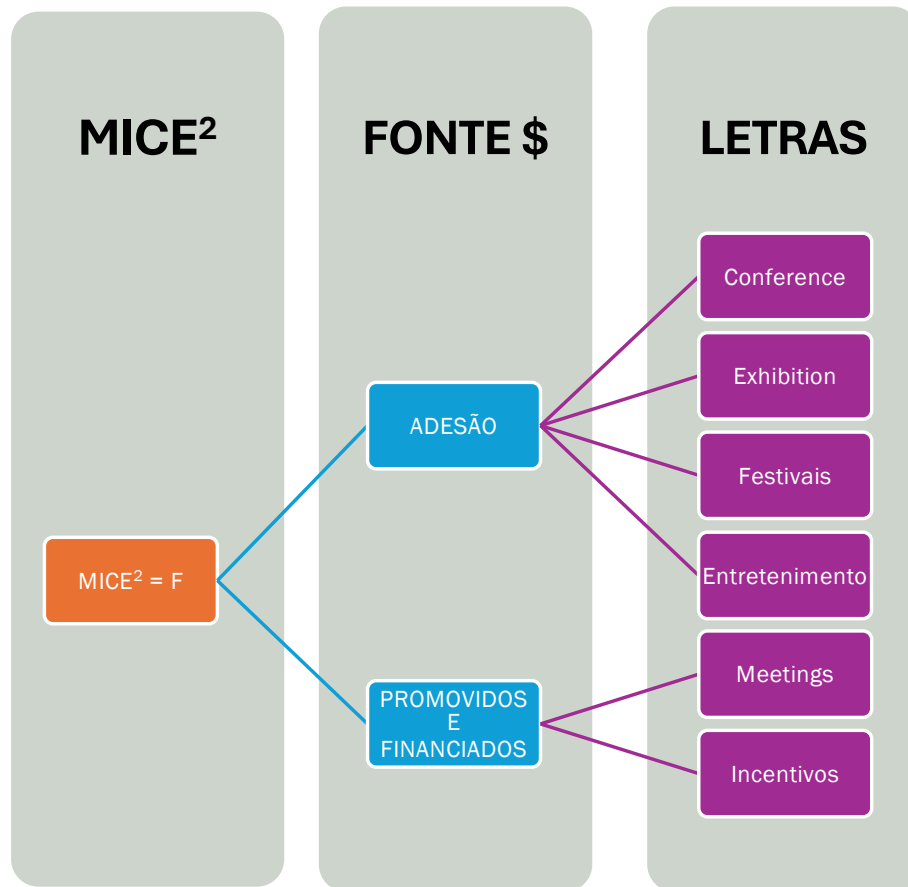 MICE²
FONTE $
LETRAS
MICE² = F
ADESÃO
PROMOVIDOS
E
FINANCIADOS
Conference
Exhibition
Festivais
Entretenimento
Meetings
Incentivos